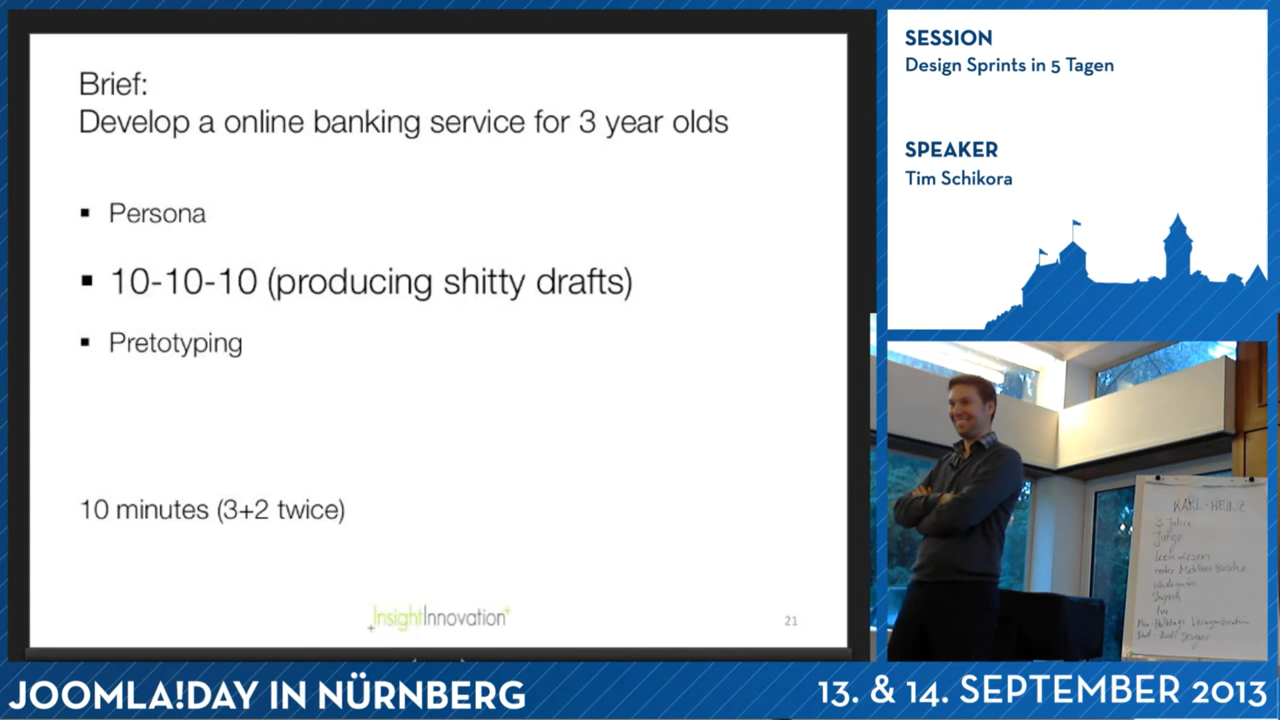 Brief:
Develop a online banking service for 3 year olds
▪ Persona
▪ 10-10-10 (producing shitty drafts)
▪ Pretotyping
10 minutes (3+2 twice)
InsightInnovation+
21
SESSION
Design Sprints in 5 Tagen
SPEAKER
Tim Schikora
KARL-HEINZ
3 Jahre
Junge
JOOMLA!DAY IN NÜRNBERG
13. & 14. SEPTEMBER 2013